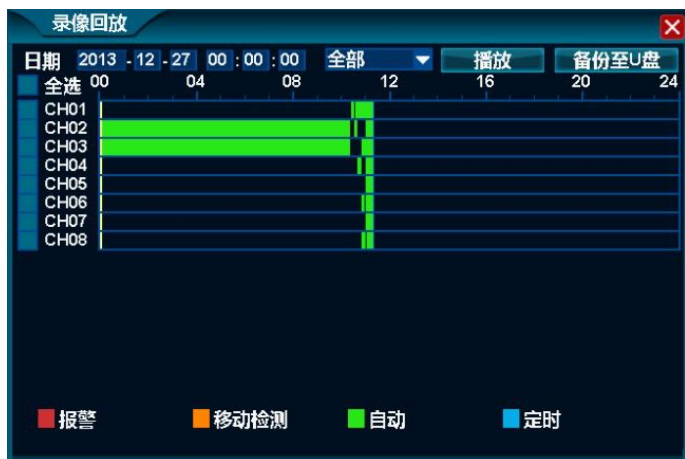 录像回放
日期 2013 - 12 - 27 00 : 00 : 00 全部 播放 备份至U盘
全选 00 04 08 12 16 20 24
CH01
CH02
CH03
CH04
CH05
CH06
CH07
CH08
报警 移动检测 自动 定时